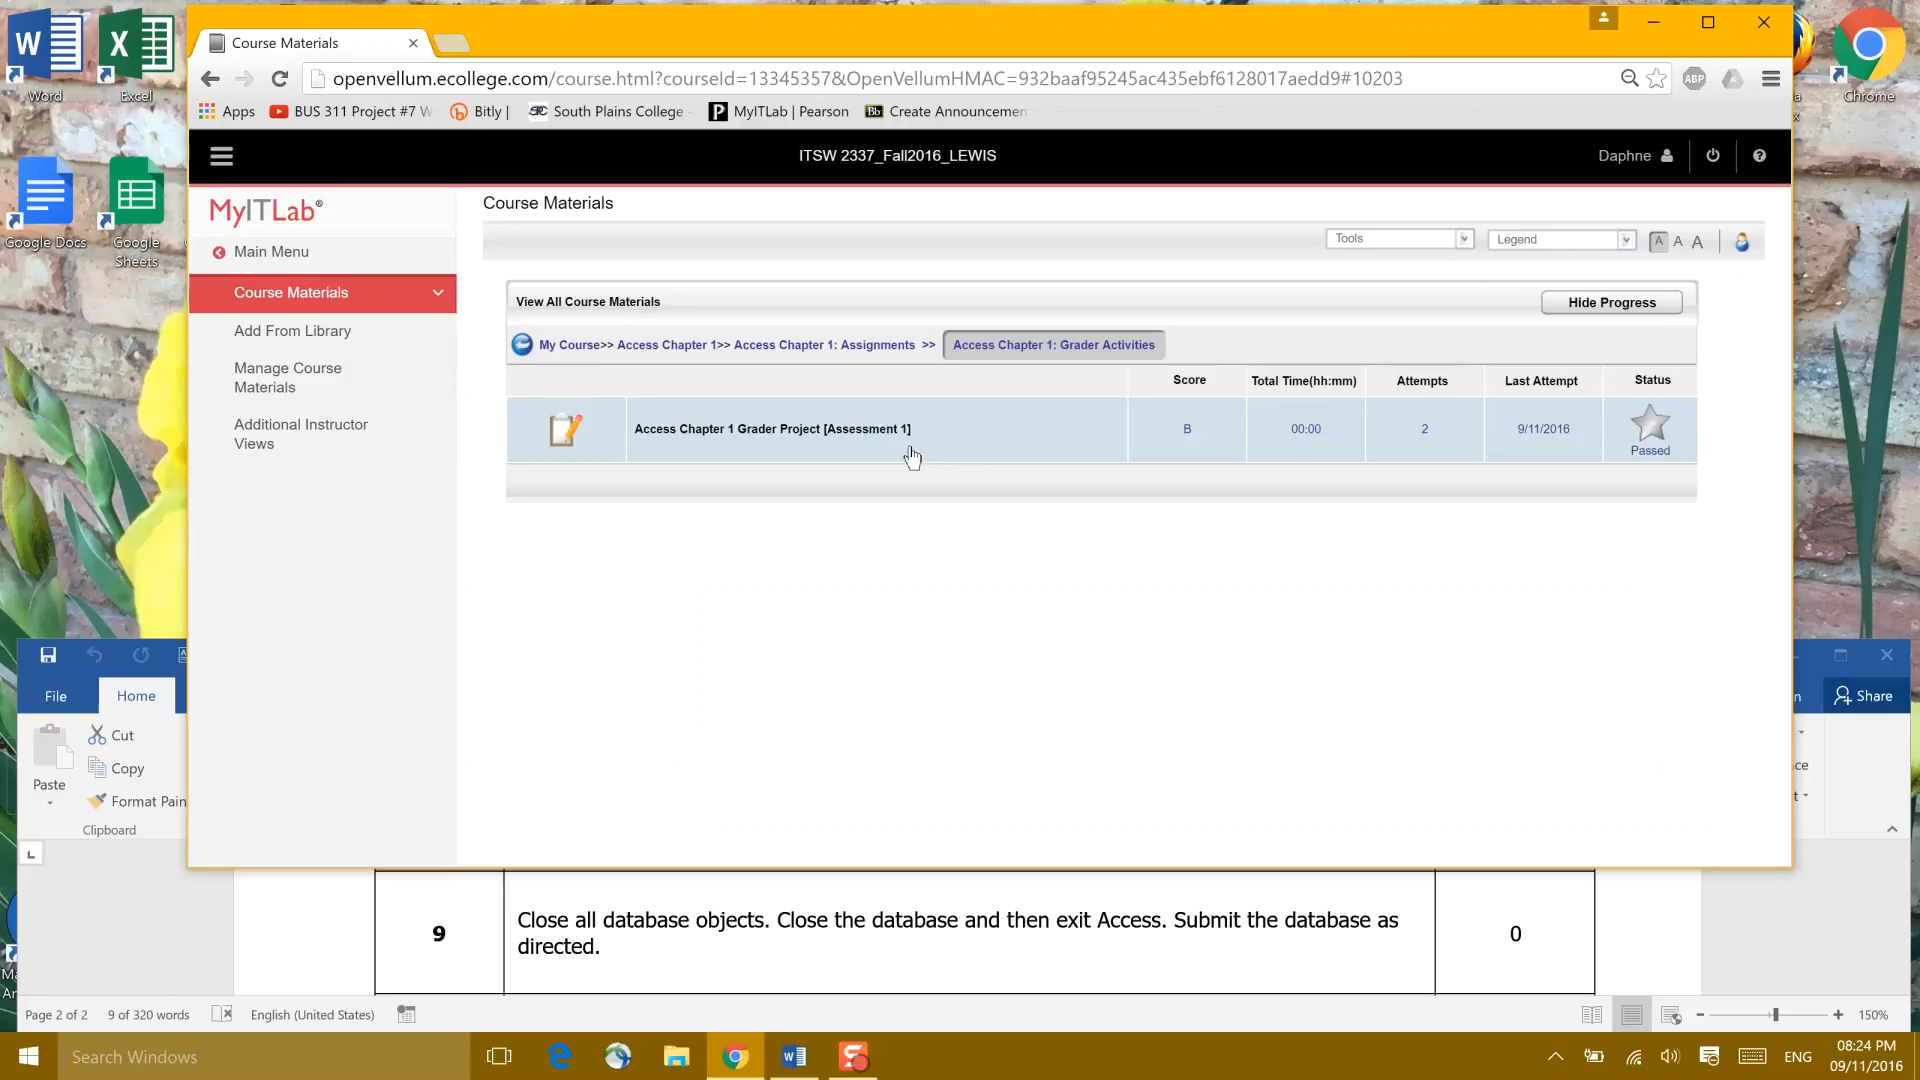 Course Materials
openvellum.ecollege.com/course.html?courseId=13345357&OpenVellumHMAC=932baaf95245ac435ebf6128017aedd9#10203
ABP
Apps BUS 311 Project #7 W Bitly | South Plains College MyITLab | Pearson Create Announcemen
Word Excel Chrome
Google Docs Google Sheets
ITSW 2337_Fall2016_LEWIS
Daphne
MyITLab®
Course Materials
Main Menu
Tools Legend A A A
Course Materials
View All Course Materials Hide Progress
Add From Library
My Course>> Access Chapter 1>> Access Chapter 1: Assignments >> Access Chapter 1: Grader Activities
Manage Course
Materials
Score Total Time(hh:mm) Attempts Last Attempt Status
Additional Instructor
Views
Access Chapter 1 Grader Project [Assessment 1] B 00:00 2 9/11/2016 Passed
File Home Share
Cut
Copy
Paste
Format Pain
Clipboard
9 Close all database objects. Close the database and then exit Access. Submit the database as 0
directed.
Page 2 of 2 9 of 320 words English (United States) 150%
Search Windows ENG 08:24 PM
09/11/2016